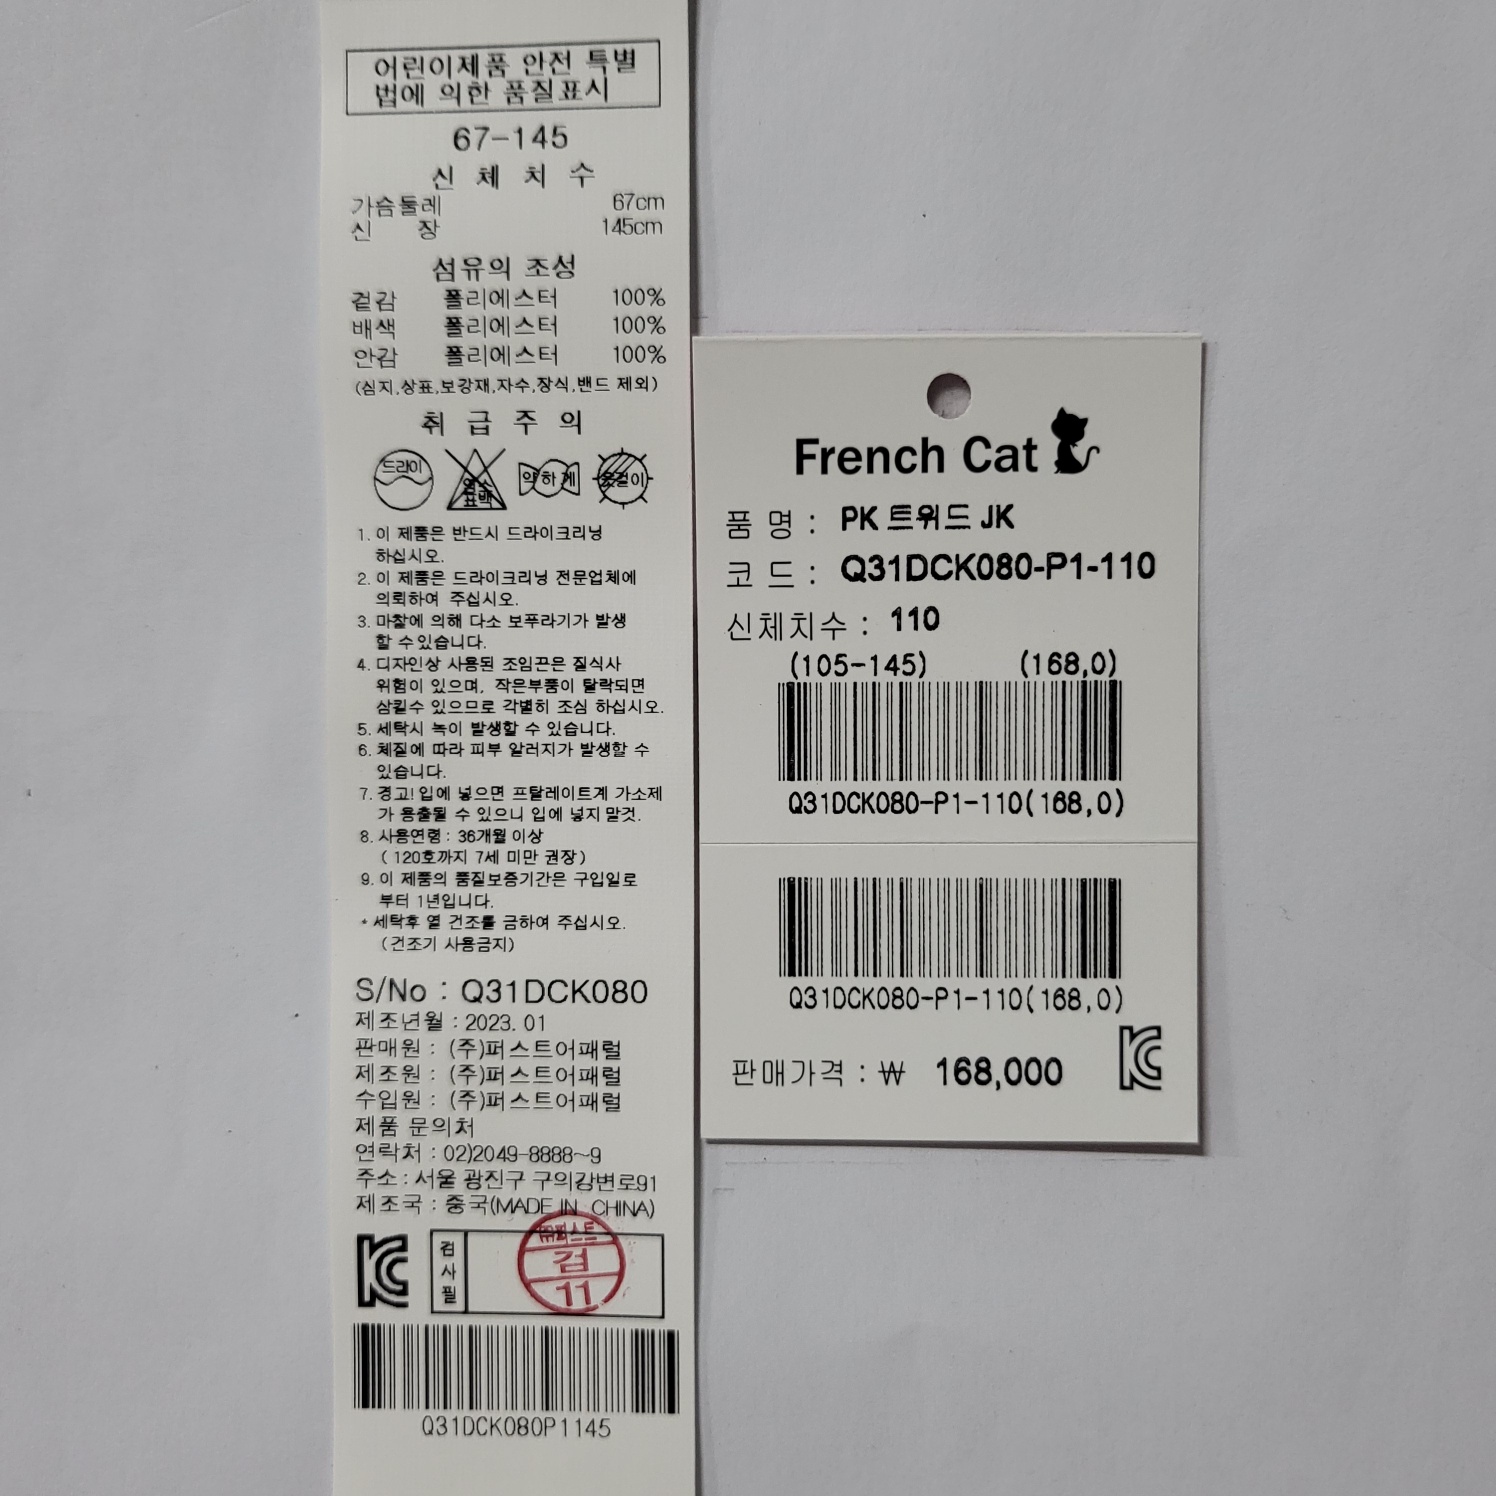 어린이제품 안전 특별
법에 의한 품질표시
67-145
신 체 치 수
가슴둘레 67cm
신 장 145cm
섬유의 조성
겉감 폴리에스터 100%
배색 폴리에스터 100%
안감 폴리에스터 100%
(심지,상표,보강재,자수,장식,밴드 제외)
취 급 주 의
드라이 염소표백 약하게 옷걸이
1. 이 제품은 반드시 드라이크리닝
하십시오.
2. 이 제품은 드라이크리닝 전문업체에
의뢰하여 주십시오.
3. 마찰에 의해 다소 보푸라기가 발생
할 수있습니다.
4. 디자인상 사용된 조임끈은 질식사
위험이 있으며, 작은부품이 탈락되면
삼킬수 있으므로 각별히 조심 하십시오.
5. 세탁시 녹이 발생할 수 있습니다.
6. 체질에 따라 피부 알러지가 발생할 수
있습니다.
7. 경고! 입에 넣으면 프탈레이트계 가소제
가 용출될 수 있으니 입에 넣지 말것.
8. 사용연령 : 36개월 이상
( 120호까지 7세 미만 권장 )
9. 이 제품의 품질보증기간은 구입일로
부터 1년입니다.
* 세탁후 열 건조를 금하여 주십시오.
(건조기 사용금지)
S/No : Q31DCK080
제조년월 : 2023. 01
판매원 : (주)퍼스트어패럴
제조원 : (주)퍼스트어패럴
수입원 : (주)퍼스트어패럴
제품 문의처
연락처 : 02)2049-8888~9
주소 : 서울 광진구 구의강변로91
제조국 : 중국(MADE IN CHINA)
KC 검사필 ㈜퍼스트 검 11
Q31DCK080P1145
French Cat
품 명 : PK 트위드 JK
코 드 : Q31DCK080-P1-110
신체치수 : 110
(105-145) (168,0)
Q31DCK080-P1-110(168,0)
Q31DCK080-P1-110(168,0)
판매가격 : ₩ 168,000 KC